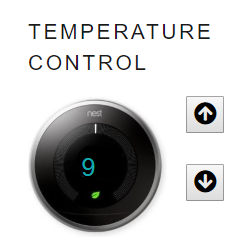 TEMPERATURE
CONTROL
nest
9